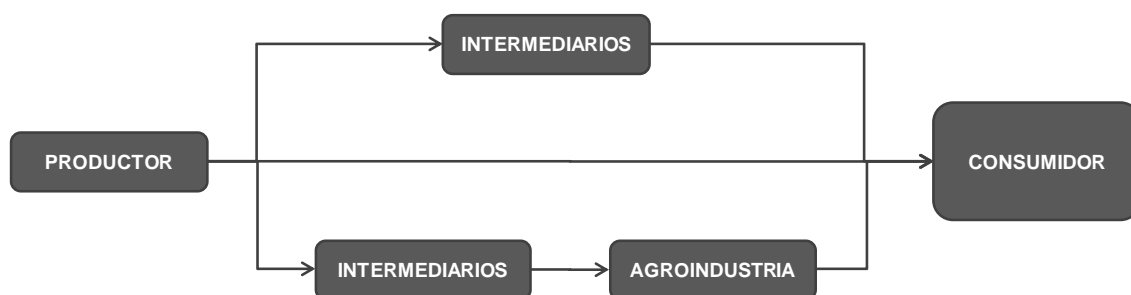 INTERMEDIARIOS
PRODUCTOR
CONSUMIDOR
INTERMEDIARIOS
AGROINDUSTRIA